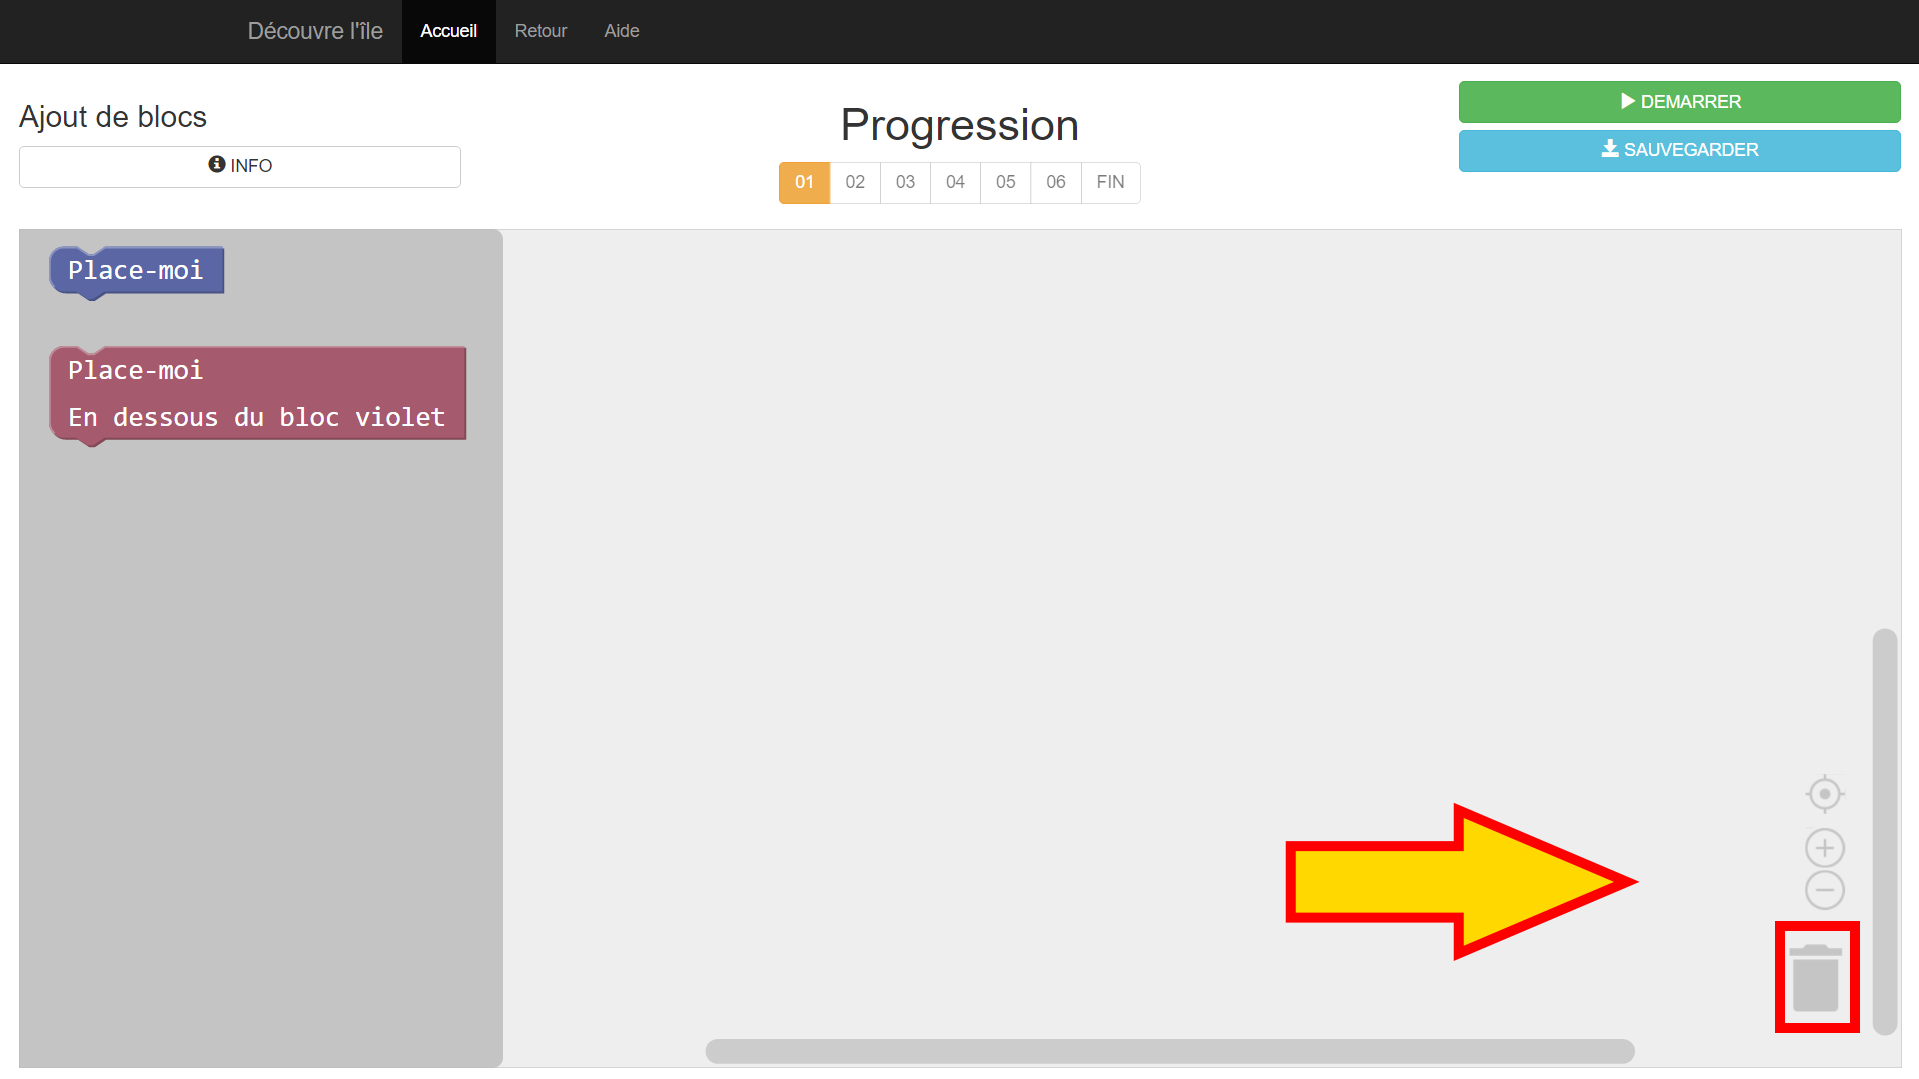 Découvre l'île
Accueil
Retour
Aide
Ajout de blocs
INFO
Progression
01
02
03
04
05
06
FIN
DEMARRER
SAUVEGARDER
Place-moi
Place-moi
En dessous du bloc violet